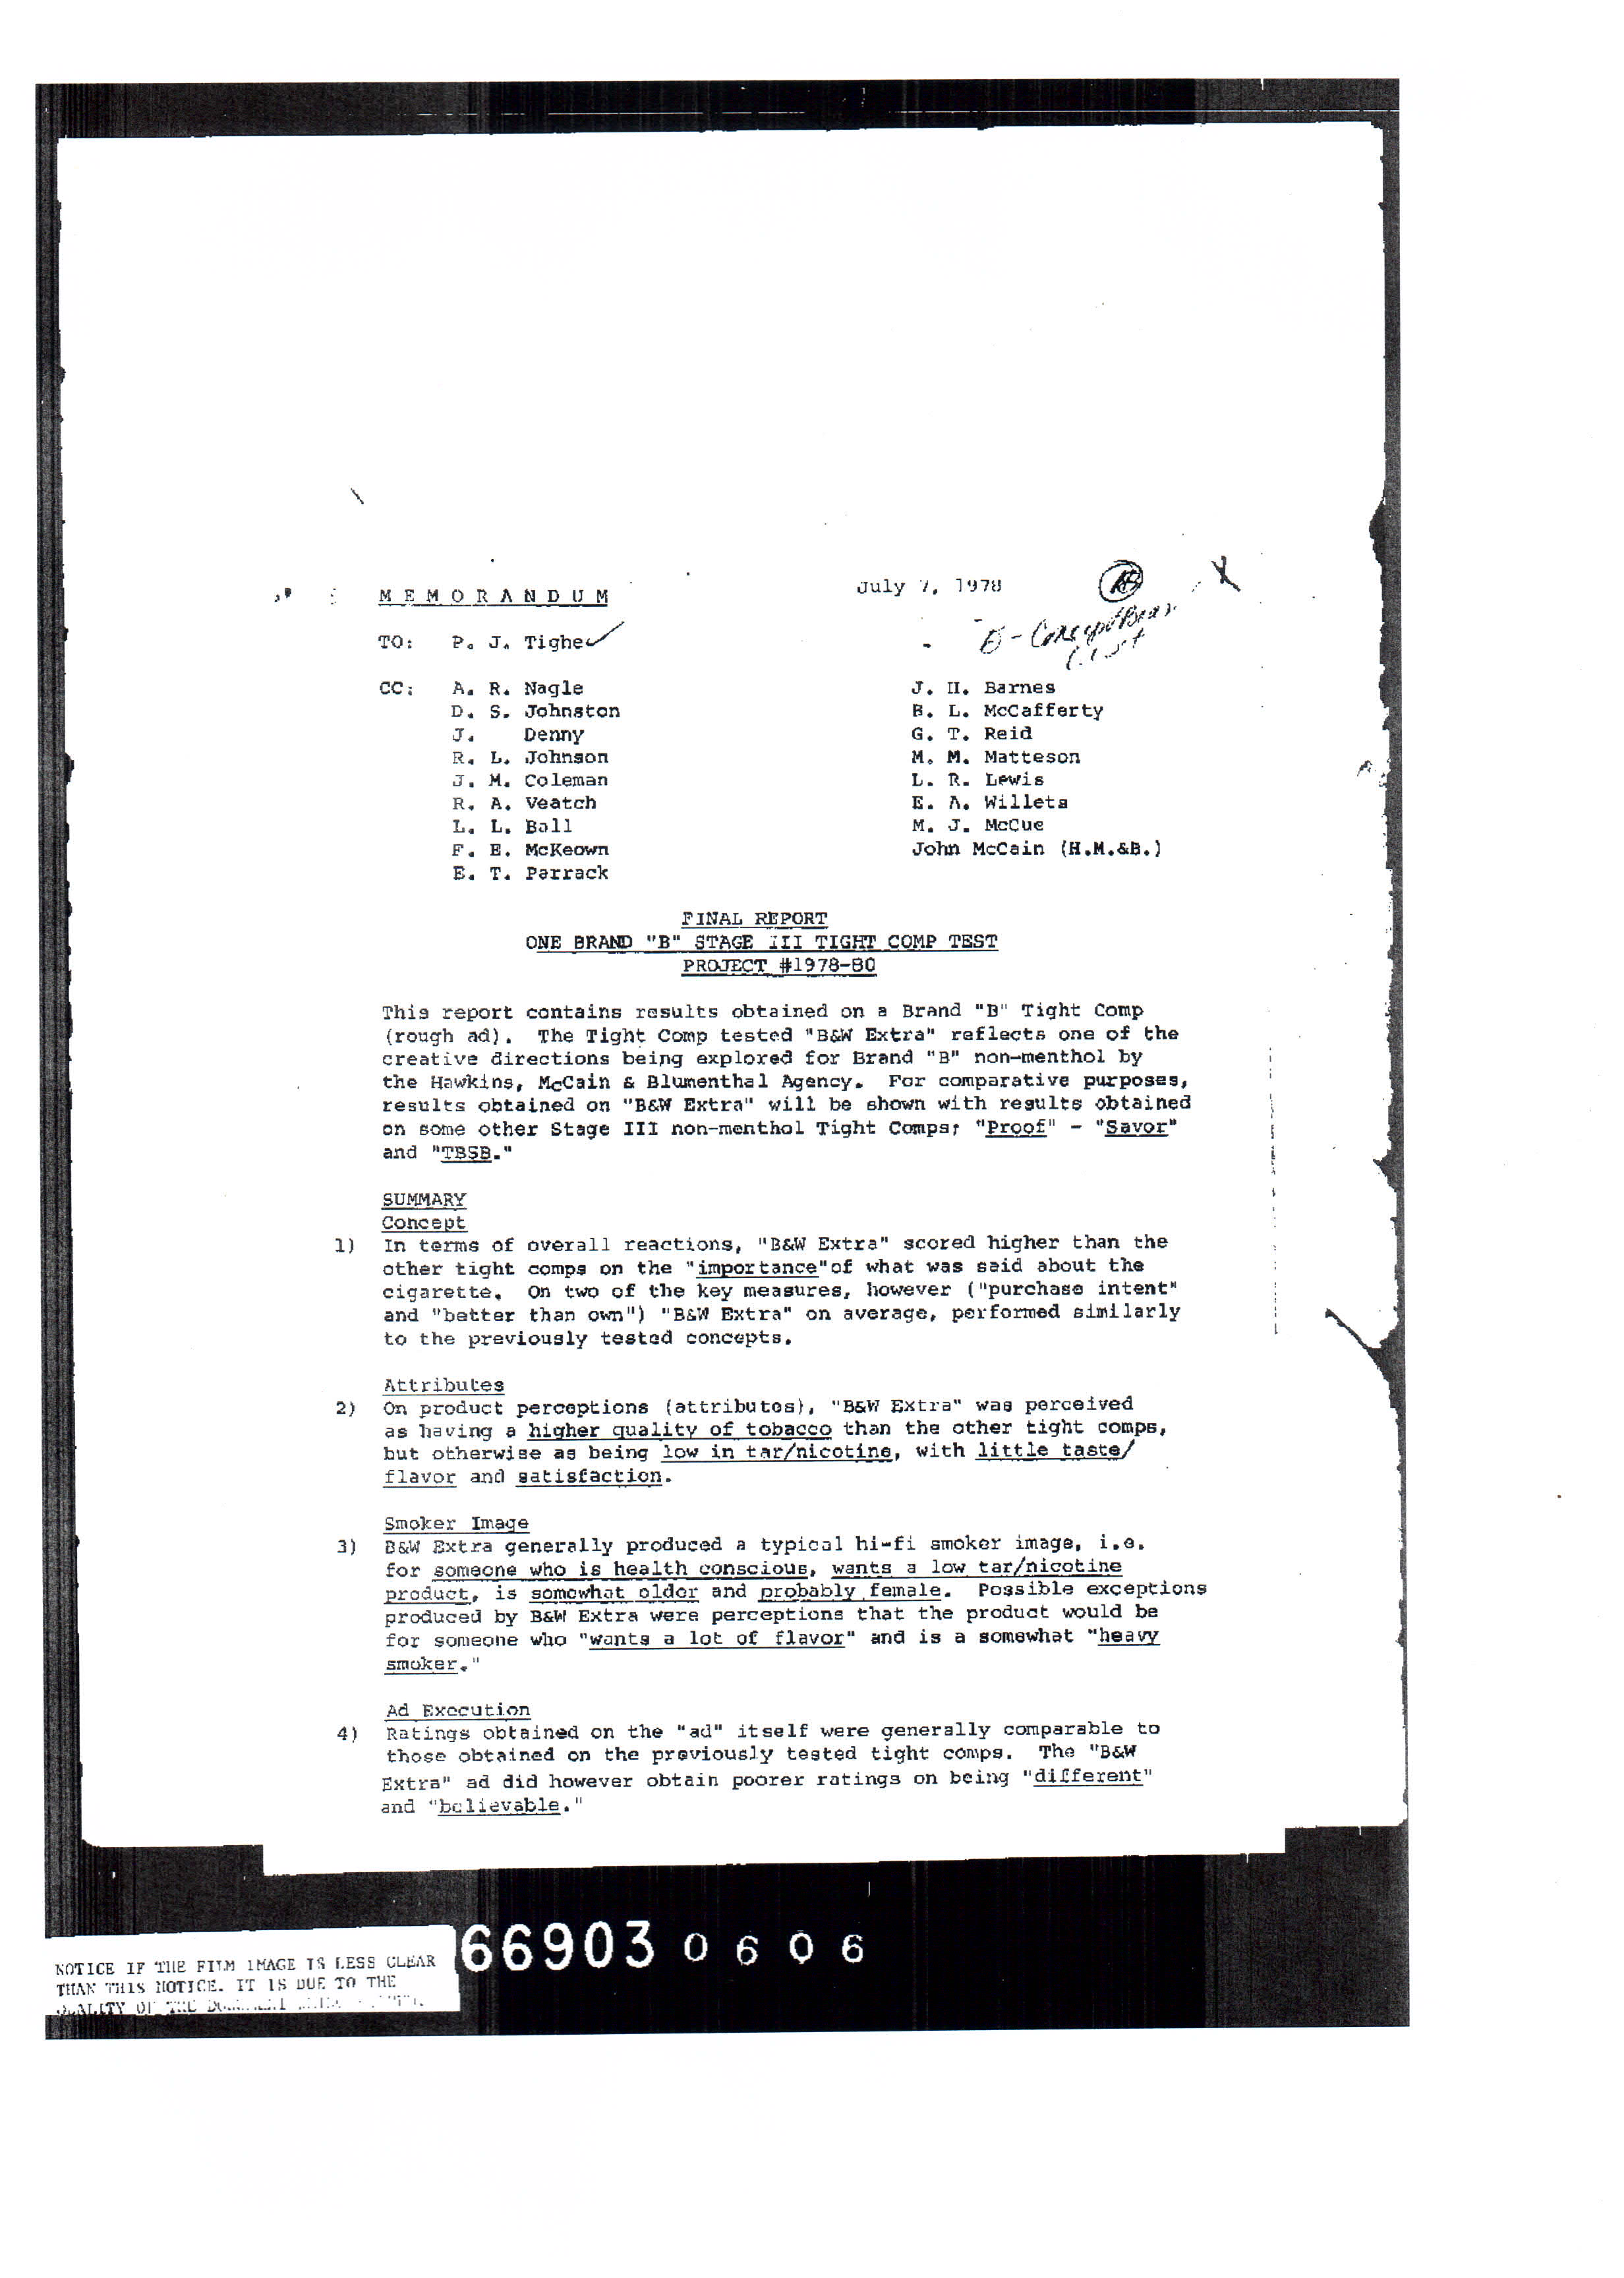 MEMORANDUM
July 7, 1978
TO: P. J. Tighe
CC: A. R. Nagle
D. S. Johnston
J. Denny
R. L. Johnson
J. M. Coleman
R. A. Veatch
L. L. Ball
F. E. McKeown
E. T. Parrack
J. H. Barnes
B. L. McCafferty
G. T. Reid
M. M. Matteson
L. R. Lewis
E. A. Willets
M. J. McCue
John McCain (H.M.&B.)
FINAL REPORT
ONE BRAND "B" STAGE III TIGHT COMP TEST
PROJECT #1978-80
This report contains results obtained on a Brand "B" Tight Comp
(rough ad). The Tight Comp tested "B&W Extra" reflects one of the
creative directions being explored for Brand "B" non-menthol by
the Hawkins, McCain & Blumenthal Agency. For comparative purposes,
results obtained on "B&W Extra" will be shown with results obtained
on some other Stage III non-menthol Tight Comps; "Proof" - "Savor"
and "TBSB."
SUMMARY
Concept
1) In terms of overall reactions, "B&W Extra" scored higher than the
other tight comps on the "importance"of what was said about the
cigarette. On two of the key measures, however ("purchase intent"
and "better than own") "B&W Extra" on average, performed similarly
to the previously tested concepts.
Attributes
2) On product perceptions (attributes), "B&W Extra" was perceived
as having a higher quality of tobacco than the other tight comps,
but otherwise as being low in tar/nicotine, with little taste/
flavor and satisfaction.
Smoker Image
3) B&W Extra generally produced a typical hi-fi smoker image, i.e.
for someone who is health conscious, wants a low tar/nicotine
product, is somewhat older and probably female. Possible exceptions
produced by B&W Extra were perceptions that the product would be
for someone who "wants a lot of flavor" and is a somewhat "heavy
smoker."
Ad Execution
4) Ratings obtained on the "ad" itself were generally comparable to
those obtained on the previously tested tight comps. The "B&W
Extra" ad did however obtain poorer ratings on being "different"
and "believable."
66903 0606
NOTICE IF THE FILM IMAGE IS LESS CLEAR
THAN THIS NOTICE. IT IS DUE TO THE
QUALITY OF THE